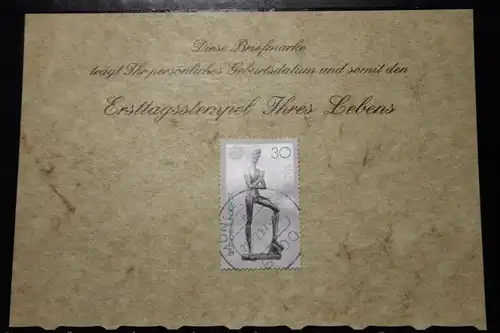 Diese Briefmarke
trägt Ihr persönliches Geburtsdatum und somit den
Ersttagsstempel Ihres Lebens
30